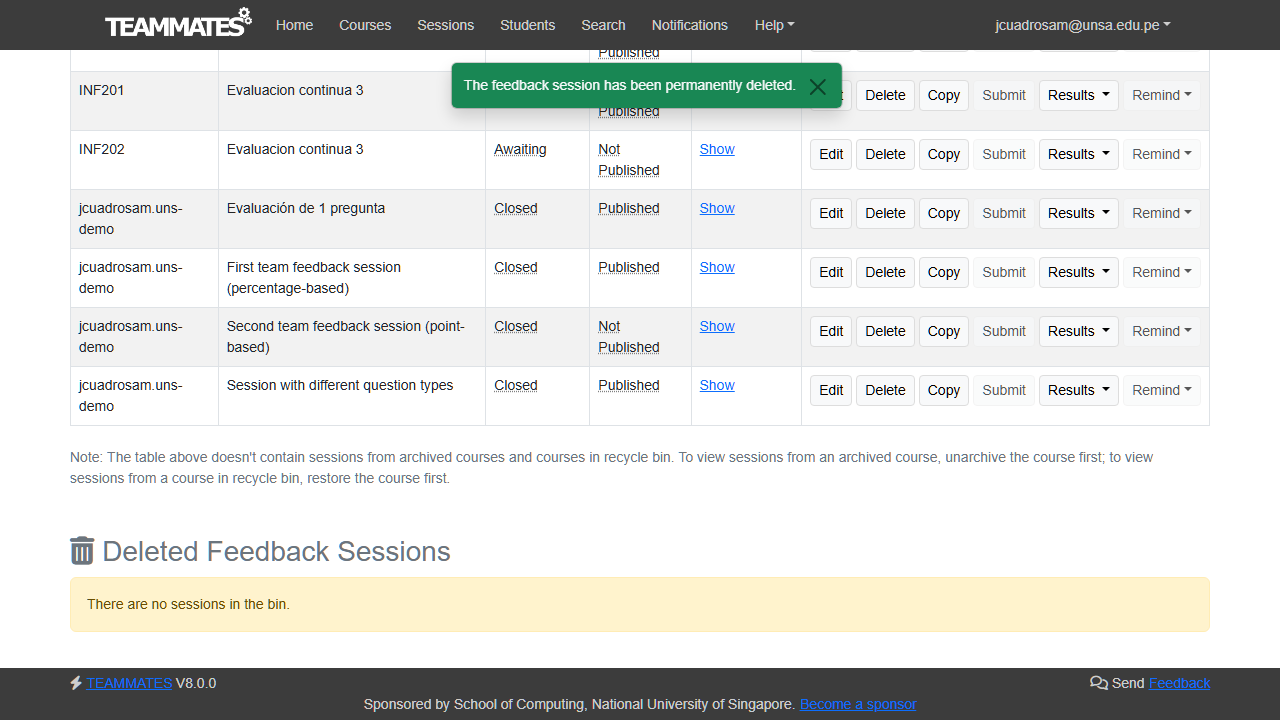 TEAMMATES Home Courses Sessions Students Search Notifications Help jcuadrosam@unsa.edu.pe
Published
The feedback session has been permanently deleted.
INF201 Evaluacion continua 3 Delete Copy Submit Results Remind
Published
INF202 Evaluacion continua 3 Awaiting Not Show Edit Delete Copy Submit Results Remind
Published
jcuadrosam.uns- Evaluación de 1 pregunta Closed Published Show Edit Delete Copy Submit Results Remind
demo
jcuadrosam.uns- First team feedback session Closed Published Show Edit Delete Copy Submit Results Remind
demo (percentage-based)
jcuadrosam.uns- Second team feedback session (point- Closed Not Show Edit Delete Copy Submit Results Remind
demo based) Published
jcuadrosam.uns- Session with different question types Closed Published Show Edit Delete Copy Submit Results Remind
demo
Note: The table above doesn't contain sessions from archived courses and courses in recycle bin. To view sessions from an archived course, unarchive the course first; to view
sessions from a course in recycle bin, restore the course first.
Deleted Feedback Sessions
There are no sessions in the bin.
TEAMMATES V8.0.0 Send Feedback
Sponsored by School of Computing, National University of Singapore. Become a sponsor